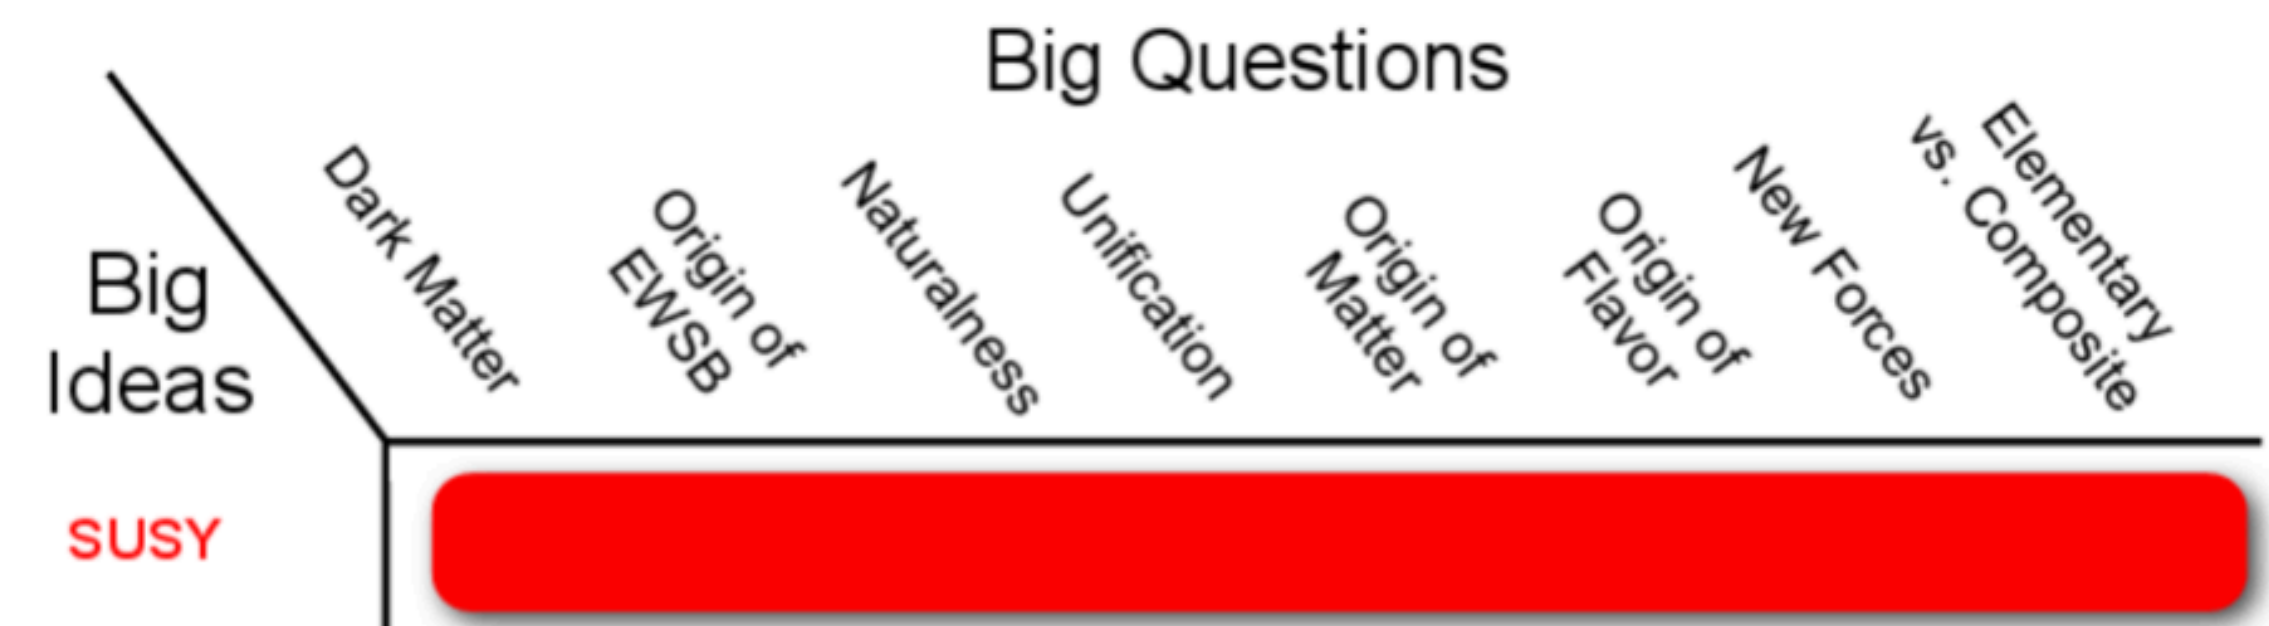 Big Questions
Big
Ideas
Dark Matter
Origin of
EWSB
Naturalness
Unification
Origin of
Matter
Origin of
Flavor
New Forces
Elementary
vs. Composite
SUSY